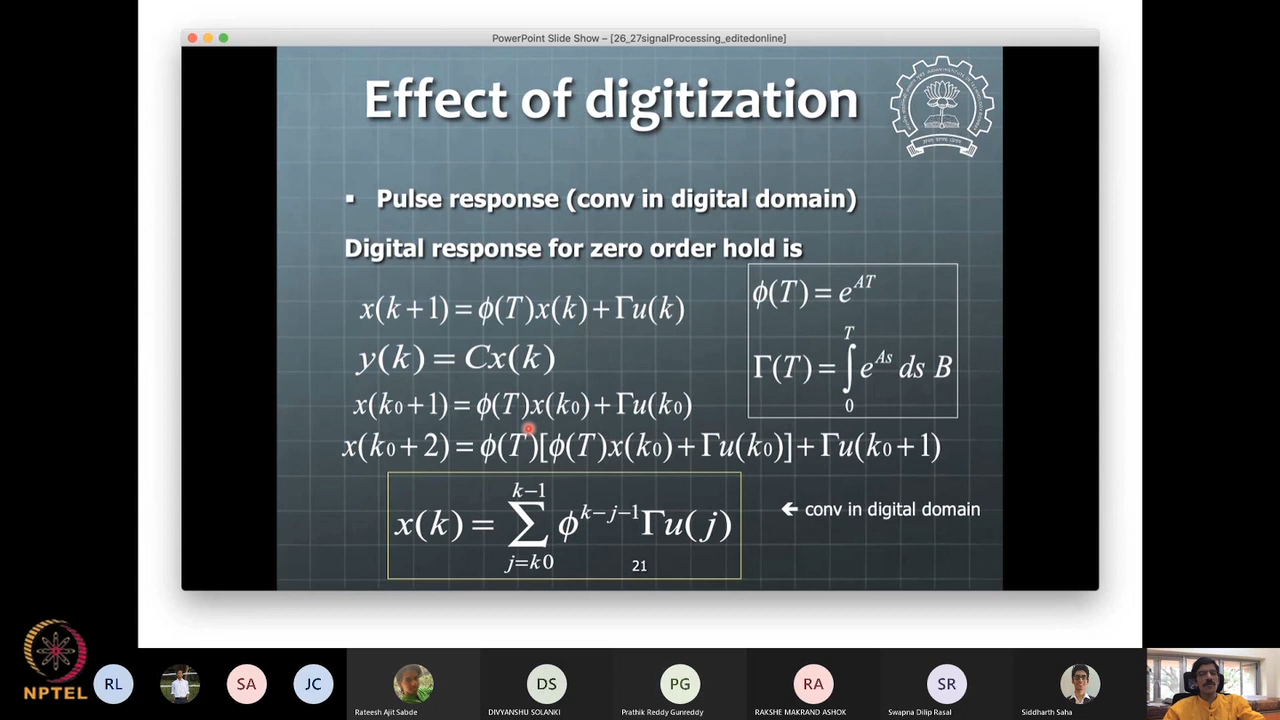 PowerPoint Slide Show – [26_27signalProcessing_editedonline]
Effect of digitization
▪ Pulse response (conv in digital domain)
Digital response for zero order hold is
x(k+1) = ϕ(T)x(k) + Γu(k)
y(k) = Cx(k)
x(k0+1) = ϕ(T)x(k0) + Γu(k0)
x(k0+2) = ϕ(T)[ϕ(T)x(k0) + Γu(k0)] + Γu(k0+1)
ϕ(T) = e^{AT}
Γ(T) = ∫_0^T e^{As} ds B
x(k) = ∑_{j=k0}^{k−1} ϕ^{k−j−1}Γu(j)
🡸 conv in digital domain
21
NPTEL
RL
SA
JC
DS
PG
RA
SR
Rateesh Ajit Sabde
DIVYANSHU SOLANKI
Prathik Reddy Gunreddy
RAKSHE MAKRAND ASHOK
Swapna Dilip Rasal
Siddharth Saha